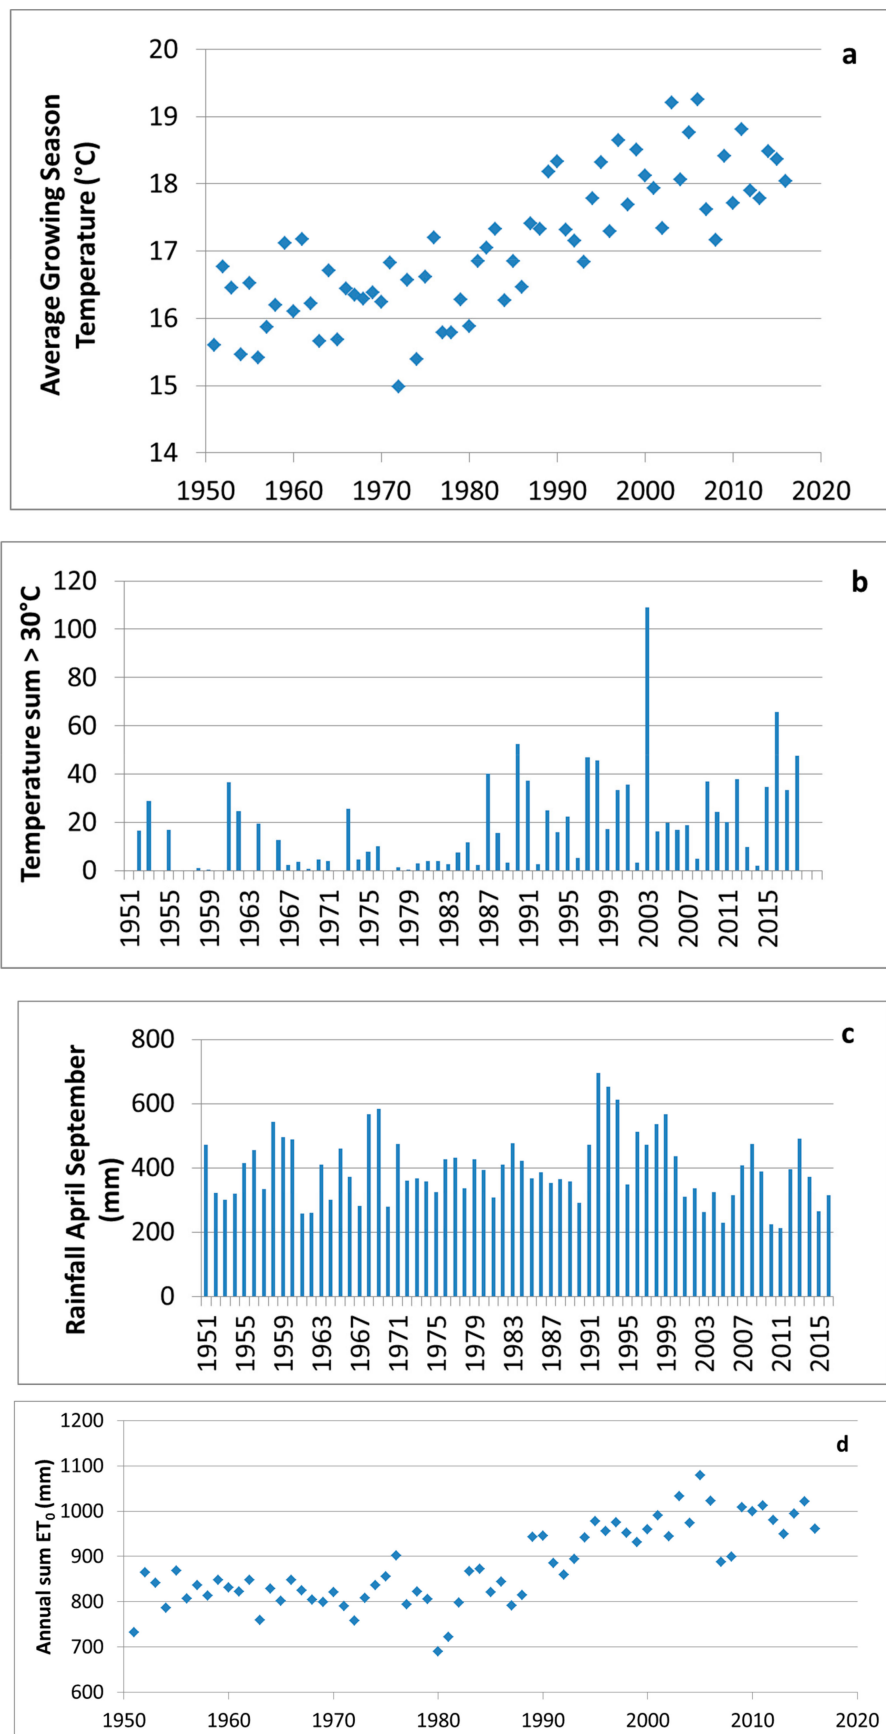 a
Average Growing Season
Temperature (°C)
20
19
18
17
16
15
14
1950 1960 1970 1980 1990 2000 2010 2020
b
Temperature sum > 30°C
120
100
80
60
40
20
0
1951 1955 1959 1963 1967 1971 1975 1979 1983 1987 1991 1995 1999 2003 2007 2011 2015
c
Rainfall April September
(mm)
800
600
400
200
0
1951 1955 1959 1963 1967 1971 1975 1979 1983 1987 1991 1995 1999 2003 2007 2011 2015
d
Annual sum ET₀ (mm)
1200
1100
1000
900
800
700
600
1950 1960 1970 1980 1990 2000 2010 2020